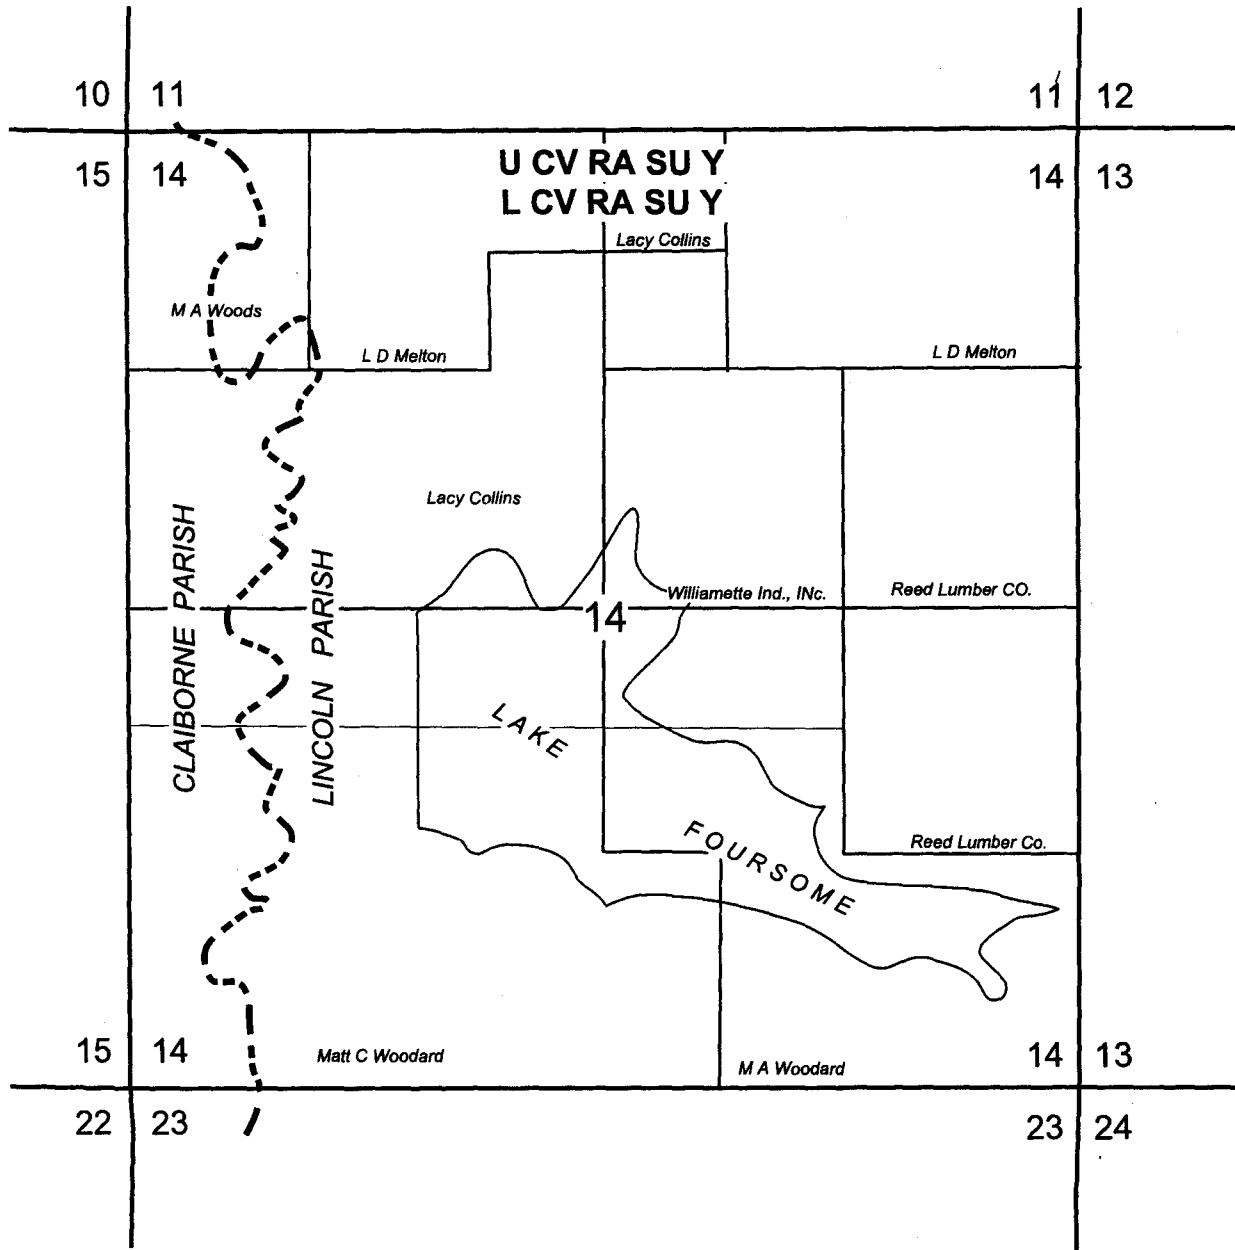 10 11
11 12
15 14
14 13
U CV RA SU Y
L CV RA SU Y
Lacy Collins
M A Woods
L D Melton
L D Melton
Lacy Collins
CLAIBORNE PARISH
LINCOLN PARISH
Williamette Ind., INc.
Reed Lumber CO.
14
LAKE
FOURSOME
Reed Lumber Co.
15 14
Matt C Woodard
M A Woodard
14 13
22 23
23 24